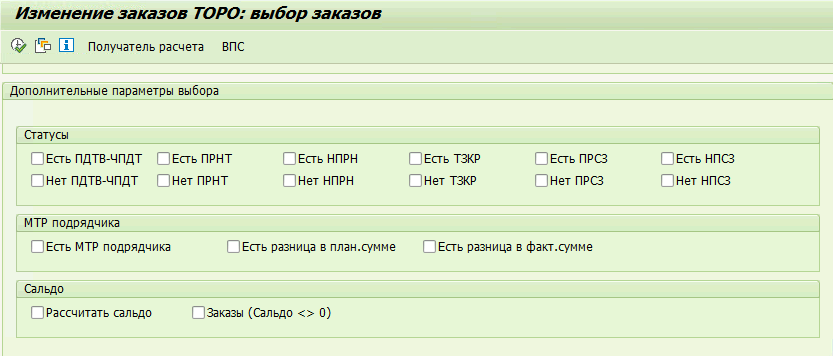 Изменение заказов ТОРО: выбор заказов
Получатель расчета ВПС
Дополнительные параметры выбора
Статусы
Есть ПДТВ-ЧПДТ Есть ПРНТ Есть НПРН Есть ТЗКР Есть ПРСЗ Есть НПСЗ
Нет ПДТВ-ЧПДТ Нет ПРНТ Нет НПРН Нет ТЗКР Нет ПРСЗ Нет НПСЗ
МТР подрядчика
Есть МТР подрядчика Есть разница в план.сумме Есть разница в факт.сумме
Сальдо
Рассчитать сальдо Заказы (Сальдо <> 0)